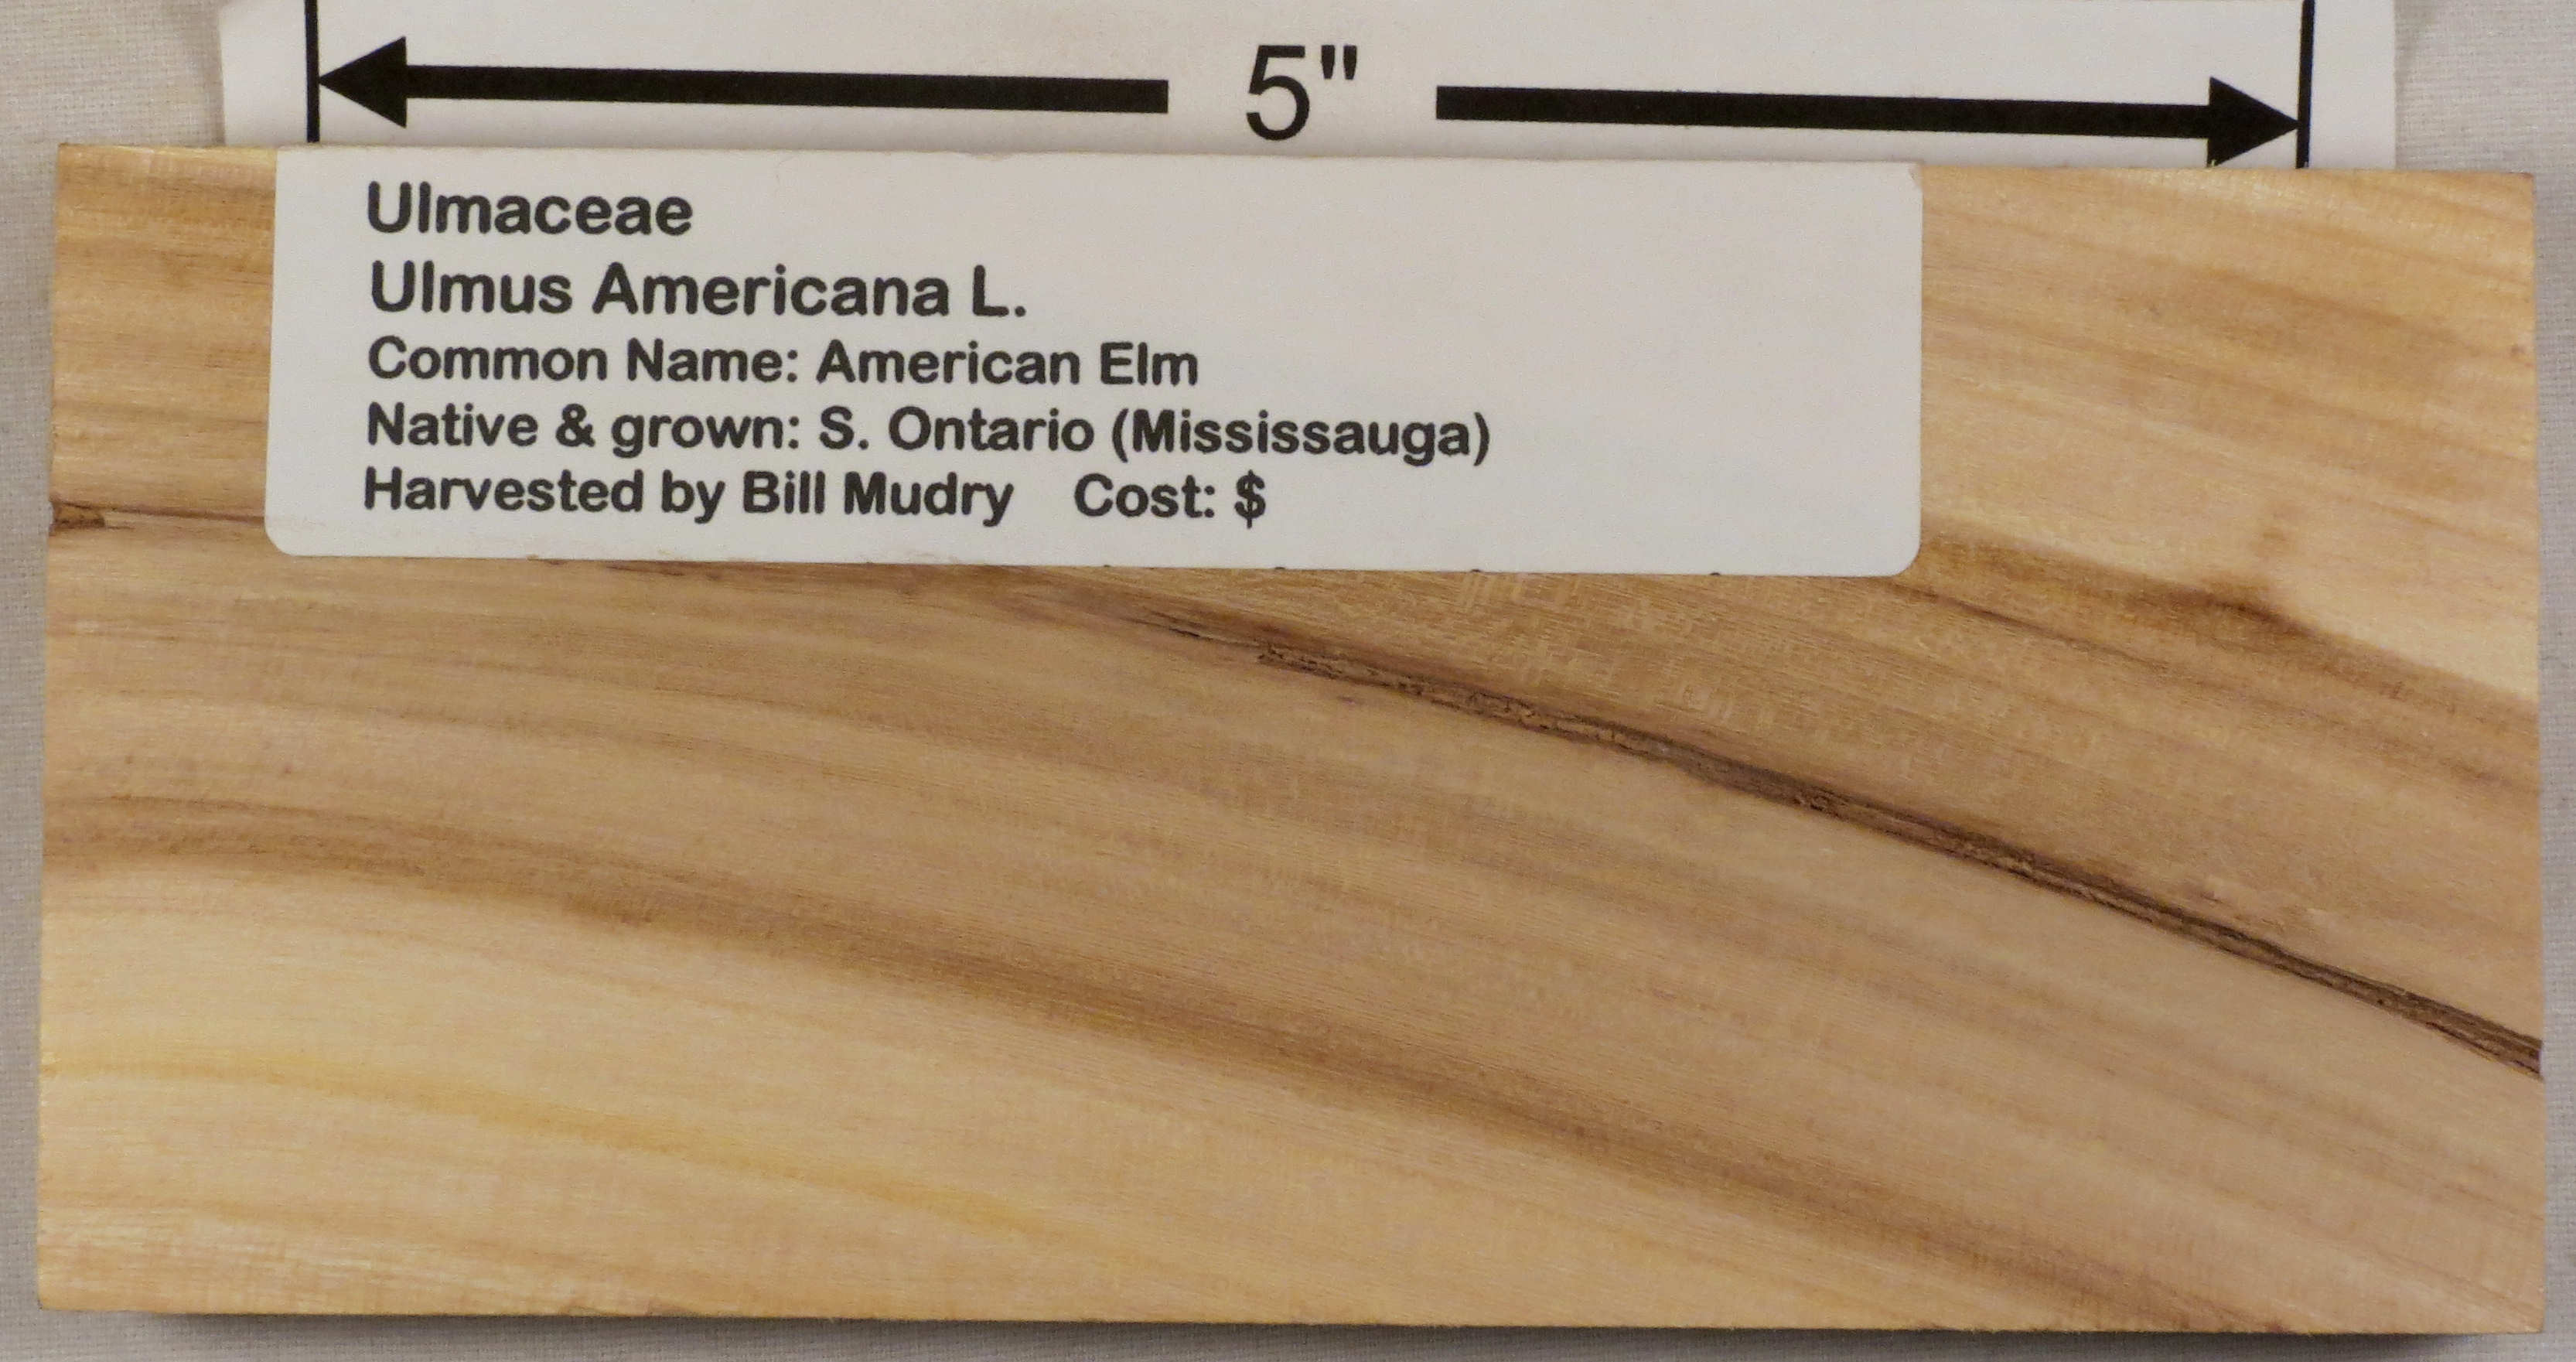 5"
Ulmaceae
Ulmus Americana L.
Common Name: American Elm
Native & grown: S. Ontario (Mississauga)
Harvested by Bill Mudry Cost: $